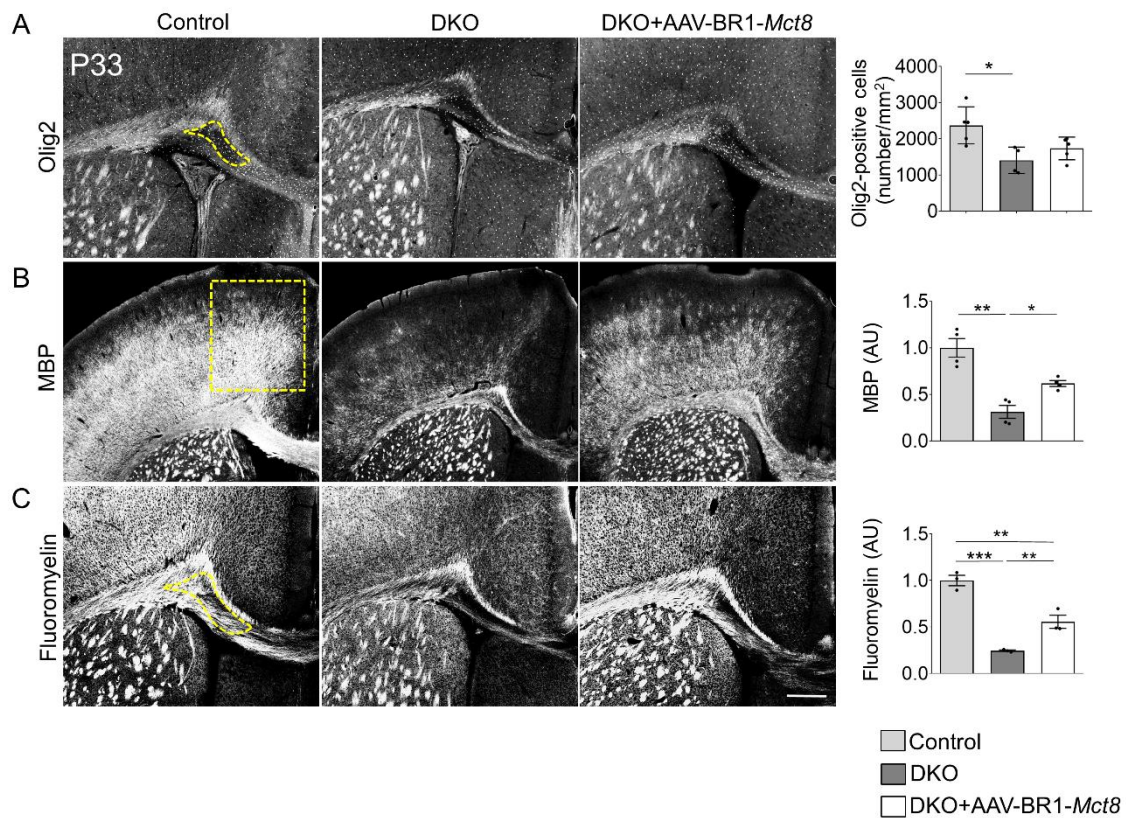 A
Control
DKO
DKO+AAV-BR1-Mct8
P33
Olig2
Olig2-positive cells
(number/mm²)
4000
3000
2000
1000
0
*
B
MBP
MBP (AU)
1.5
1.0
0.5
0.0
**
*
C
Fluoromyelin
Fluoromyelin (AU)
1.5
1.0
0.5
0.0
**
***
**
Control
DKO
DKO+AAV-BR1-Mct8